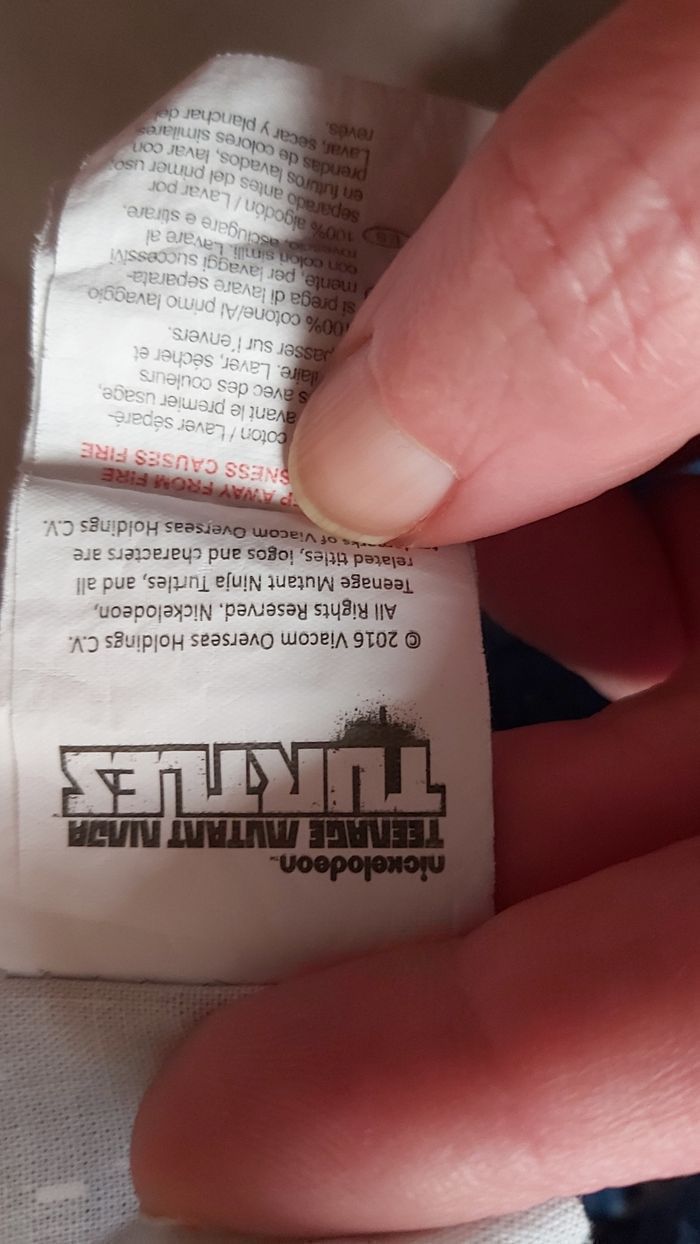 nickelodeon™
TEENAGE MUTANT NINJA
TURTLES
© 2016 Viacom Overseas Holdings C.V.
All Rights Reserved. Nickelodeon,
Teenage Mutant Ninja Turtles, and all
related titles, logos and characters are
of Viacom Overseas Holdings C.V.
AWAY FROM FIRE
CAUSES FIRE
coton / Laver séparé-
avant le premier usage,
avec des couleurs
Laver, sécher et
passer sur l'envers.
100% cotone/Al primo lavaggio
si prega di lavare separata-
mente, per lavaggi successivi
con colori simili. Lavare al
asciugare e stirare.
ES
100% algodón / Lavar por
separado antes del primer uso,
en futuros lavados, lavar con
prendas de colores similares
Lavar, secar y planchar del
revés.